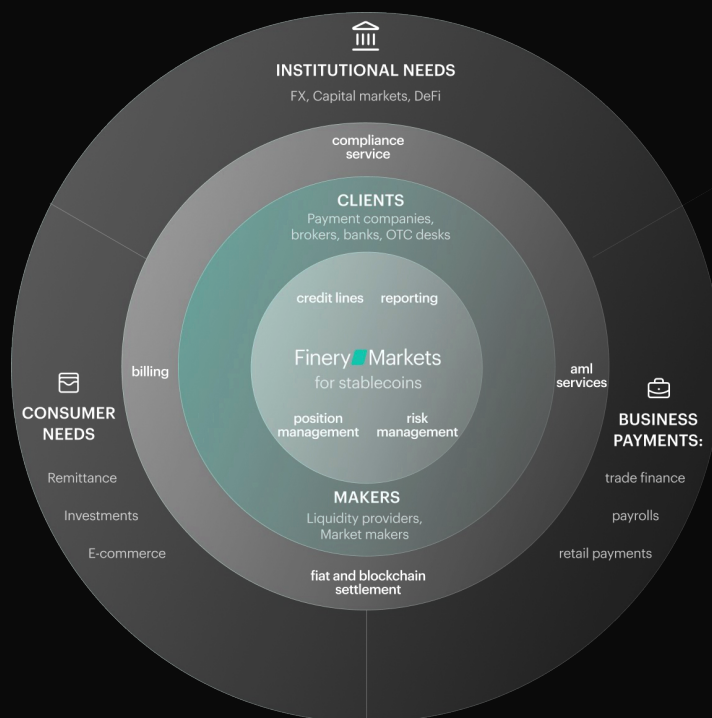 INSTITUTIONAL NEEDS
FX, Capital markets, DeFi
compliance
service
CLIENTS
Payment companies,
brokers, banks, OTC desks
credit lines reporting
Finery Markets
for stablecoins
position
management
risk
management
MAKERS
Liquidity providers,
Market makers
billing
aml
services
fiat and blockchain
settlement
CONSUMER
NEEDS
Remittance
Investments
E-commerce
BUSINESS
PAYMENTS:
trade finance
payrolls
retail payments